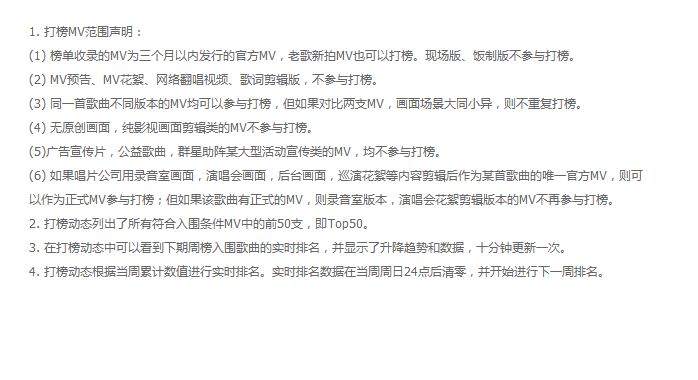 1. 打榜MV范围声明：
(1) 榜单收录的MV为三个月以内发行的官方MV，老歌新拍MV也可以打榜。现场版、饭制版不参与打榜。
(2) MV预告、MV花絮、网络翻唱视频、歌词剪辑版，不参与打榜。
(3) 同一首歌曲不同版本的MV均可以参与打榜，但如果对比两支MV，画面场景大同小异，则不重复打榜。
(4) 无原创画面，纯影视画面剪辑类的MV不参与打榜。
(5)广告宣传片，公益歌曲，群星助阵某大型活动宣传类的MV，均不参与打榜。
(6) 如果唱片公司用录音室画面，演唱会画面，后台画面，巡演花絮等内容剪辑后作为某首歌曲的唯一官方MV，则可
以作为正式MV参与打榜；但如果该歌曲有正式的MV，则录音室版本，演唱会花絮剪辑版本的MV不再参与打榜。
2. 打榜动态列出了所有符合入围条件MV中的前50支，即Top50。
3. 在打榜动态中可以看到下期周榜入围歌曲的实时排名，并显示了升降趋势和数据，十分钟更新一次。
4. 打榜动态根据当周累计数值进行实时排名。实时排名数据在当周周日24点后清零，并开始进行下一周排名。